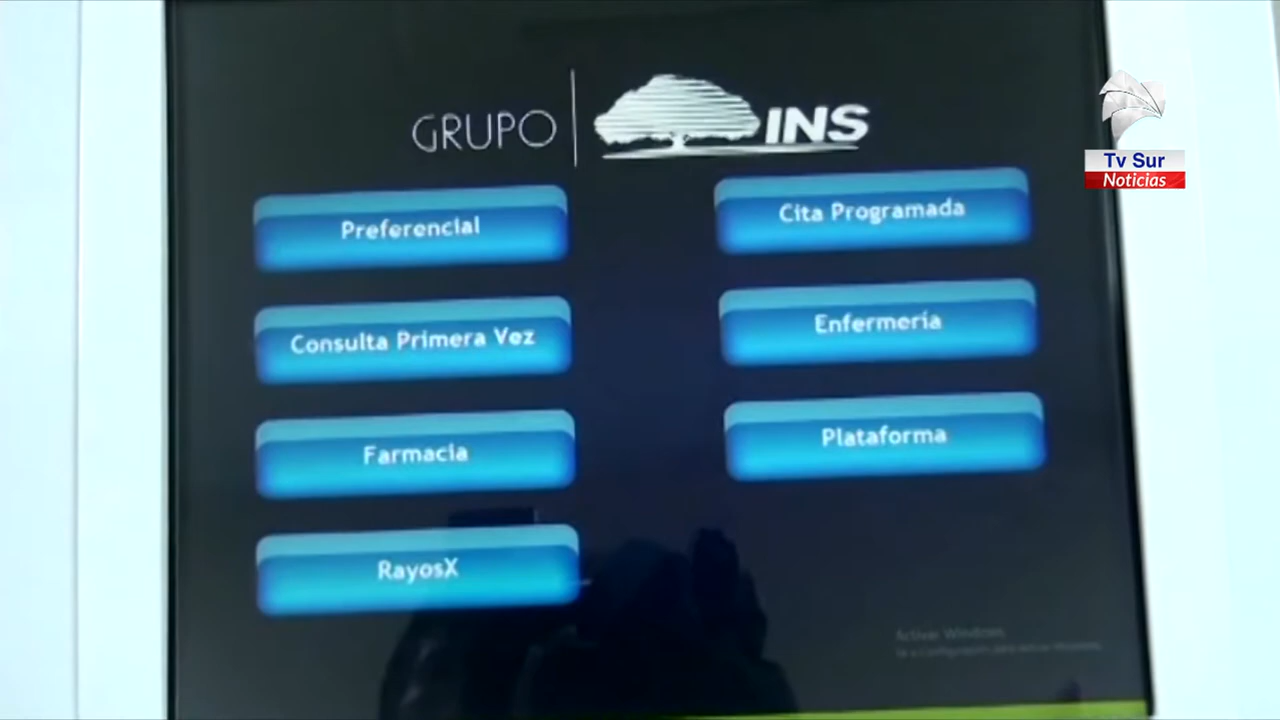 GRUPO
INS
Tv Sur
Noticias
Preferencial
Cita Programada
Consulta Primera Vez
Enfermería
Farmacia
Plataforma
RayosX
Activar Windows